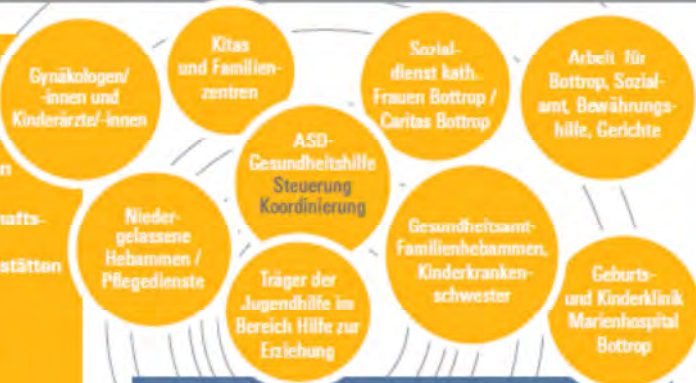 Gynäkologen/
-innen und
Kinderärzte/-innen
Kitas
und Familien-
zentren
Sozial-
dienst kath.
Frauen Bottrop /
Caritas Bottrop
Arbeit für
Bottrop, Sozial-
amt, Bewährungs-
hilfe, Gerichte
ASD-
Gesundheitshilfe
Steuerung
Koordinierung
Nieder-
gelassene
Hebammen /
Pflegedienste
Gesundheitsamt-
Familienhebammen,
Kinderkranken-
schwester
Träger der
Jugendhilfe im
Bereich Hilfe zur
Erziehung
Geburts-
und Kinderklinik
Marienhospital
Bottrop